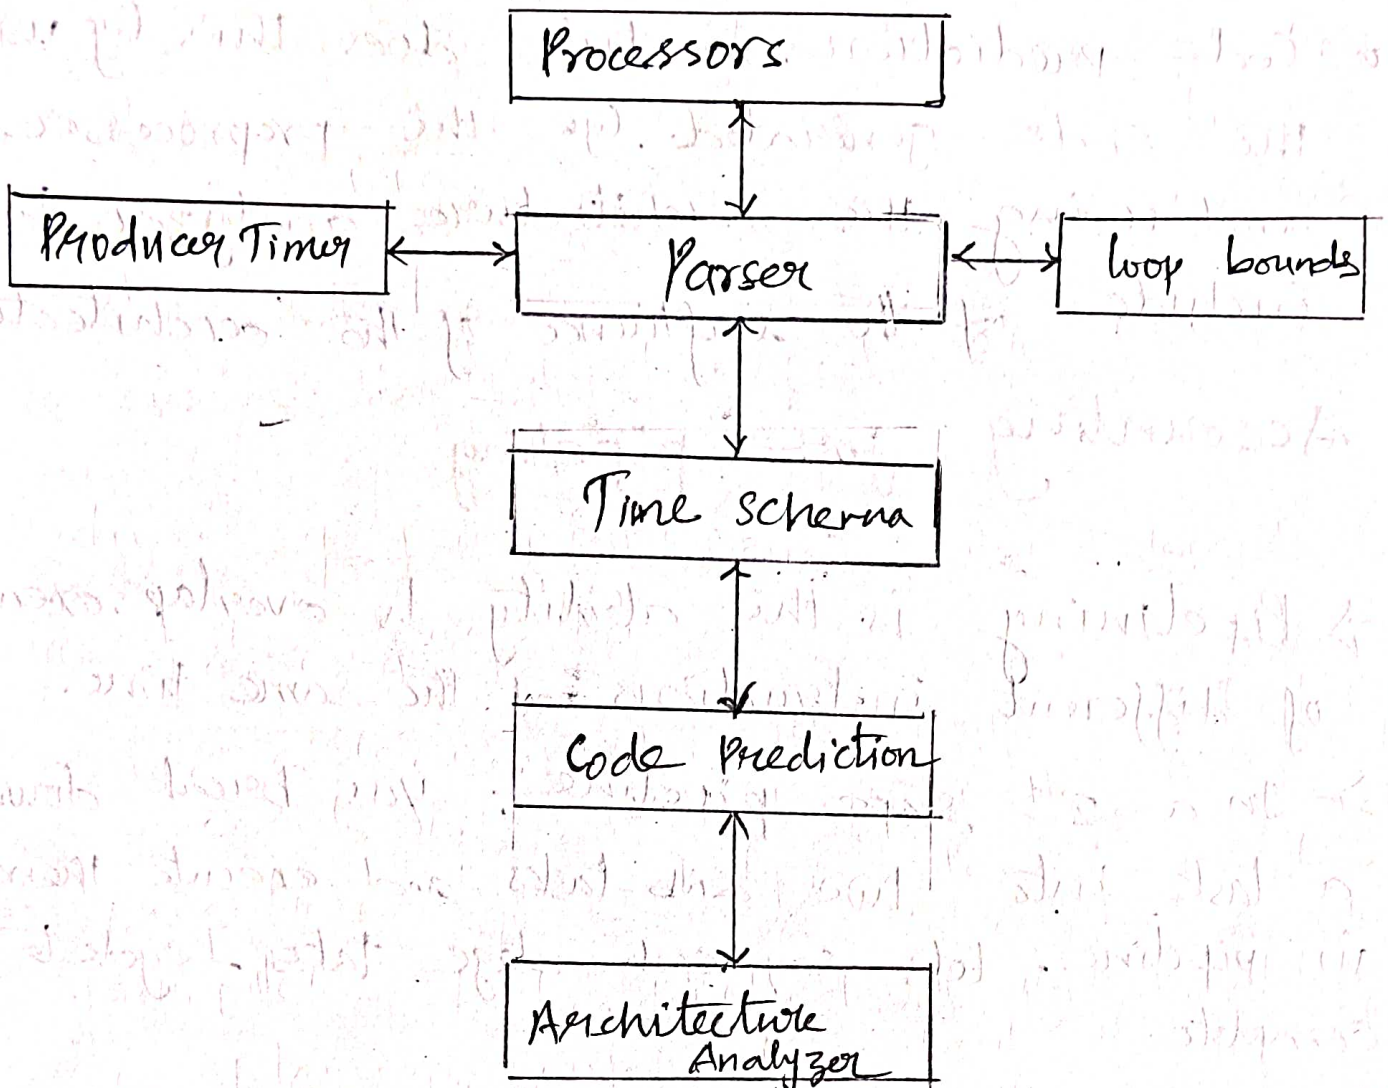 Processors
Producer Timer
Parser
loop bounds
Time schema
Code Prediction
Architecture
Analyzer